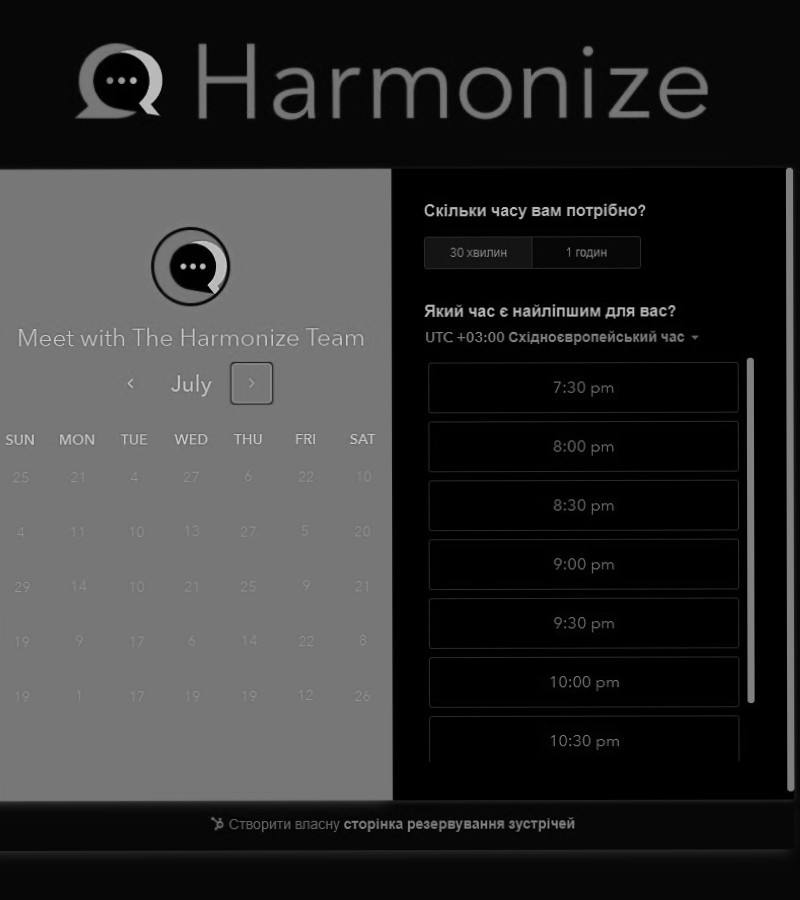 Harmonize
Meet with The Harmonize Team
July
SUN MON TUE WED THU FRI SAT
25 21 4 27 6 22 10
4 11 10 13 27 5 20
29 14 10 21 25 9 21
19 9 17 6 14 22 8
19 1 17 19 19 12 26
Скільки часу вам потрібно?
30 хвилин 1 годин
Який час є найліпшим для вас?
UTC +03:00 Східноєвропейський час
7:30 pm
8:00 pm
8:30 pm
9:00 pm
9:30 pm
10:00 pm
10:30 pm
Створити власну сторінка резервування зустрічей